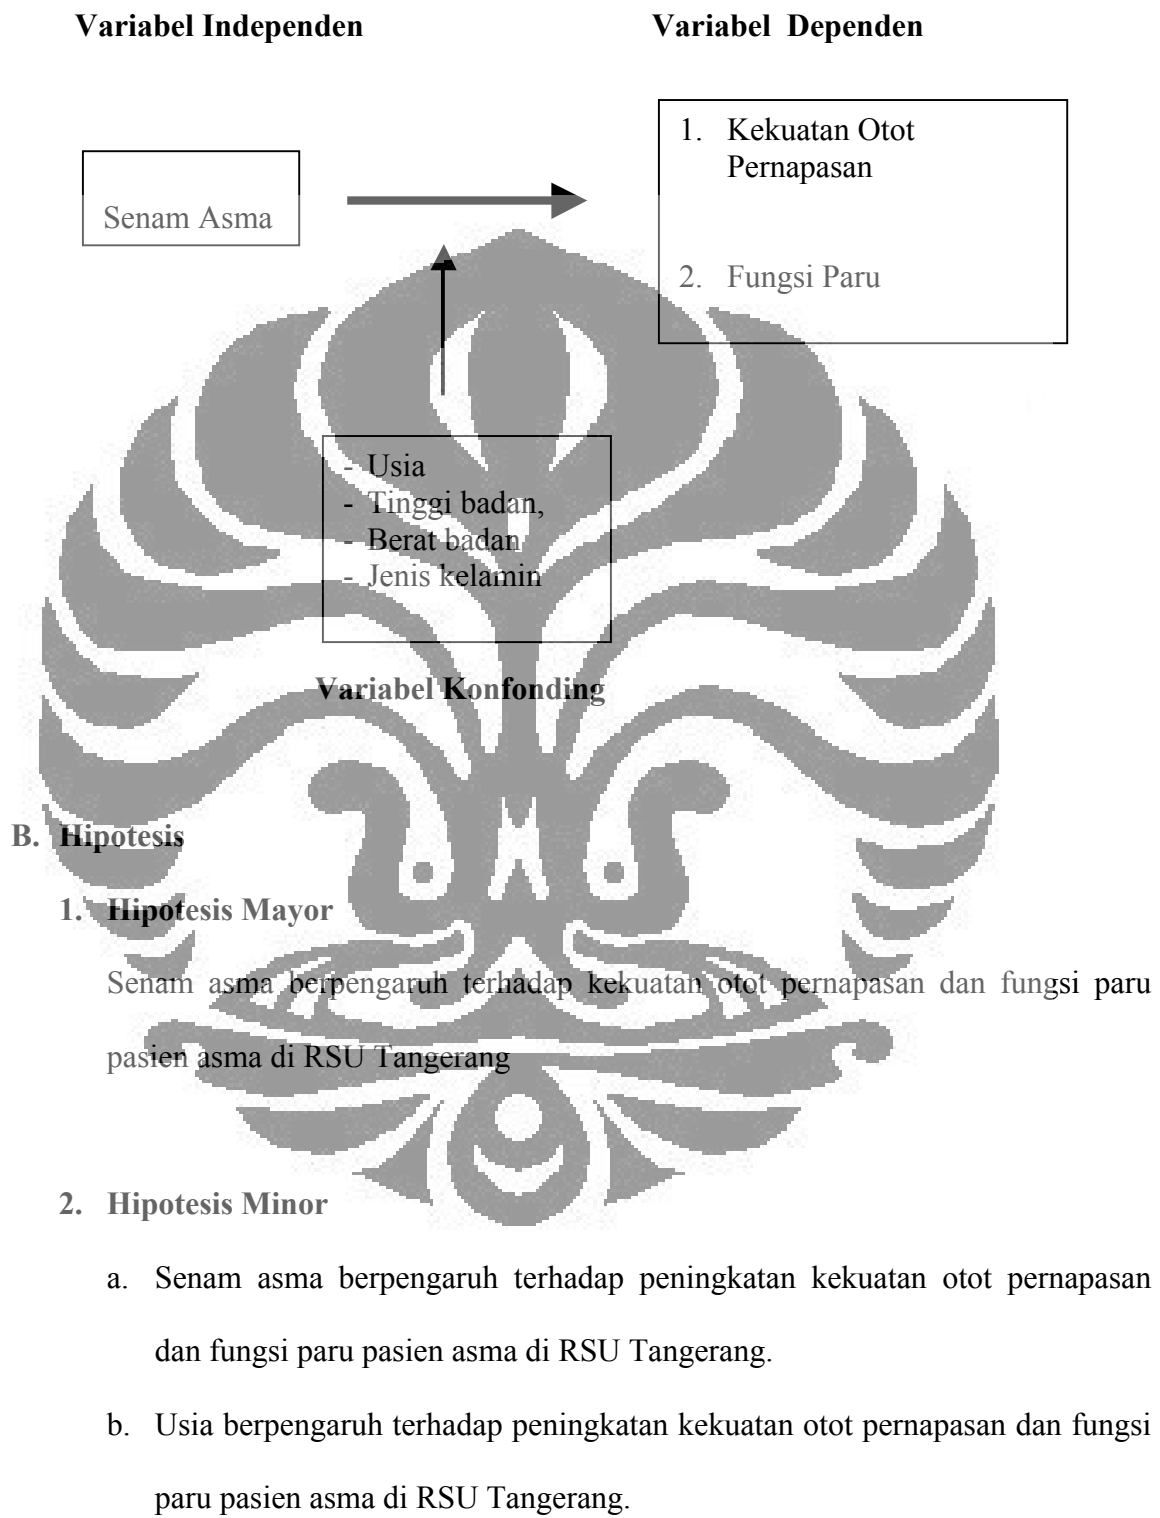 Variabel Independen Variabel Dependen
1. Kekuatan Otot
Pernapasan
Senam Asma
2. Fungsi Paru
- Usia
- Tinggi badan,
- Berat badan
- Jenis kelamin
Variabel Konfonding
B. Hipotesis
1. Hipotesis Mayor
Senam asma berpengaruh terhadap kekuatan otot pernapasan dan fungsi paru
pasien asma di RSU Tangerang
2. Hipotesis Minor
a. Senam asma berpengaruh terhadap peningkatan kekuatan otot pernapasan
dan fungsi paru pasien asma di RSU Tangerang.
b. Usia berpengaruh terhadap peningkatan kekuatan otot pernapasan dan fungsi
paru pasien asma di RSU Tangerang.